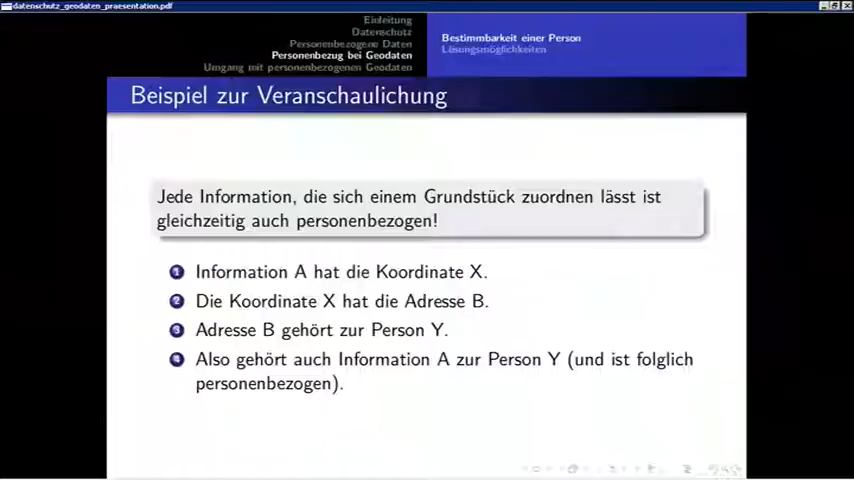 datenschutz_geodaten_praesentation.pdf
Einleitung
Datenschutz
Personenbezogene Daten
Personenbezug bei Geodaten
Umgang mit personenbezogenen Geodaten
Bestimmbarkeit einer Person
Lösungsmöglichkeiten
Beispiel zur Veranschaulichung
Jede Information, die sich einem Grundstück zuordnen lässt ist
gleichzeitig auch personenbezogen!
1 Information A hat die Koordinate X.
2 Die Koordinate X hat die Adresse B.
3 Adresse B gehört zur Person Y.
4 Also gehört auch Information A zur Person Y (und ist folglich
personenbezogen).